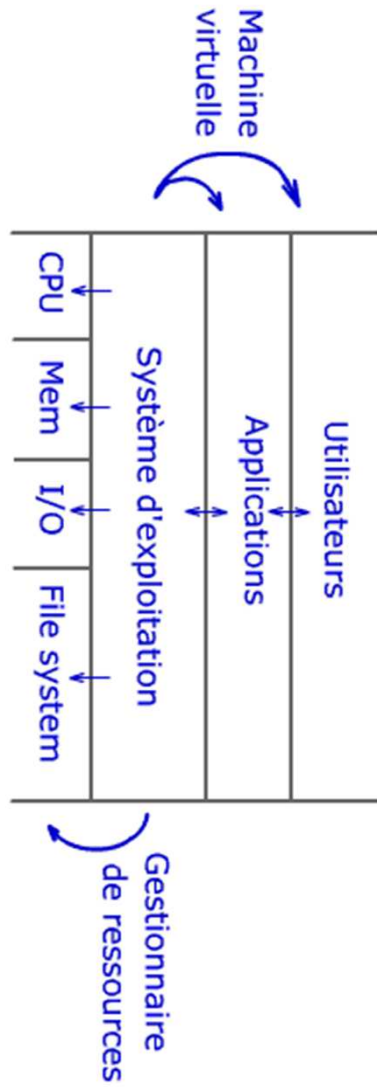 Utilisateurs
Machine
virtuelle
Applications
Système d'exploitation
Gestionnaire
de ressources
CPU
Mem
I/O
File system